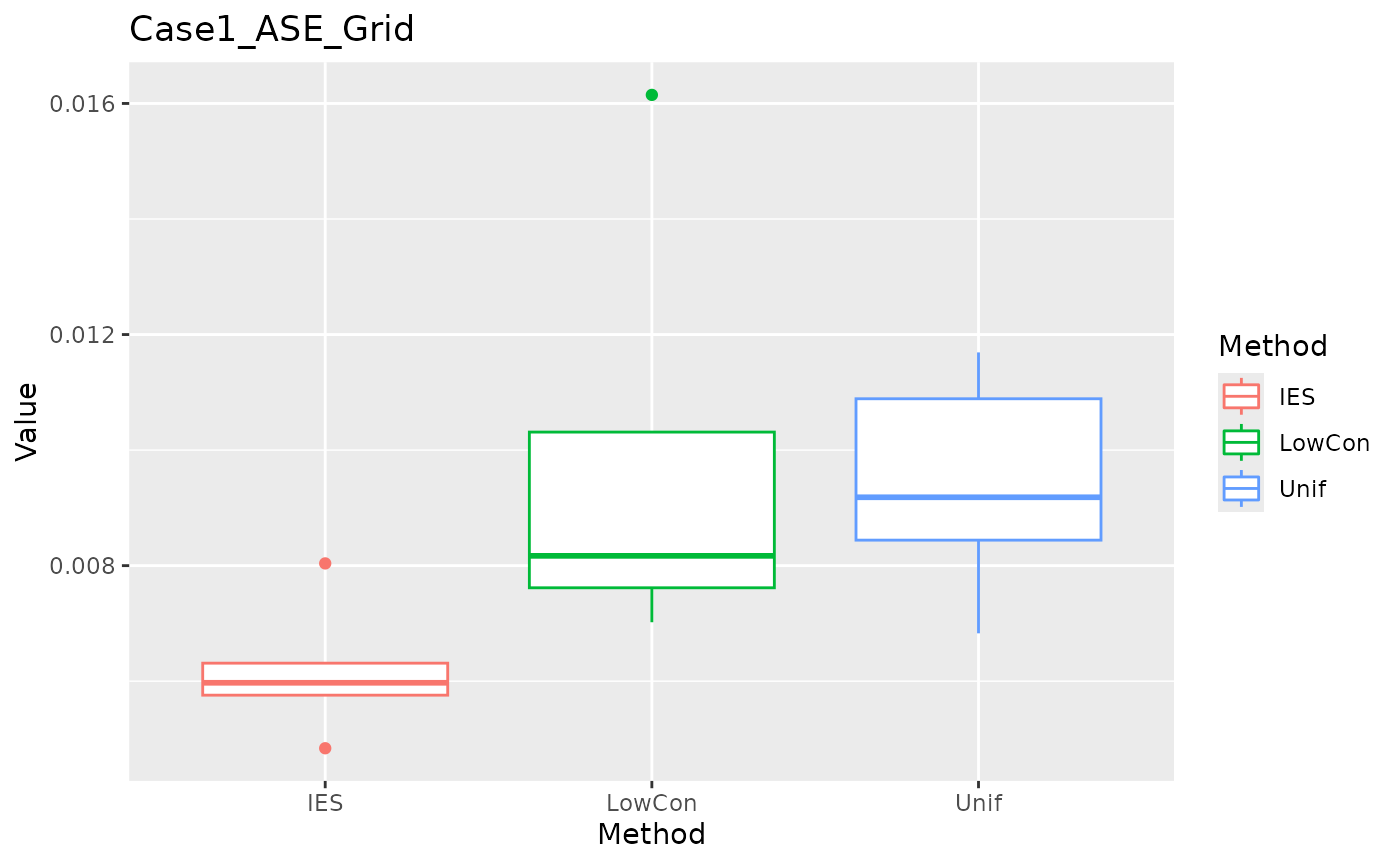 Case1_ASE_Grid
0.016
0.012
0.008
Value
IES
LowCon
Unif
Method
Method
IES
LowCon
Unif